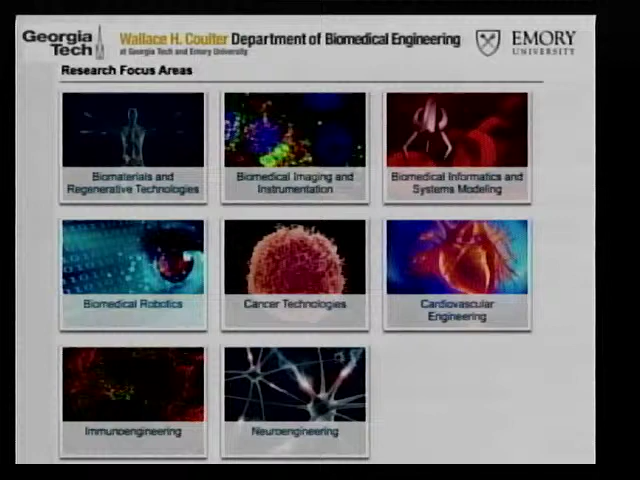 Georgia Tech
Wallace H. Coulter Department of Biomedical Engineering
at Georgia Tech and Emory University
EMORY
UNIVERSITY
Research Focus Areas
Biomaterials and
Regenerative Technologies
Biomedical Imaging and
Instrumentation
Biomedical Informatics and
Systems Modeling
Biomedical Robotics
Cancer Technologies
Cardiovascular
Engineering
Immunoengineering
Neuroengineering